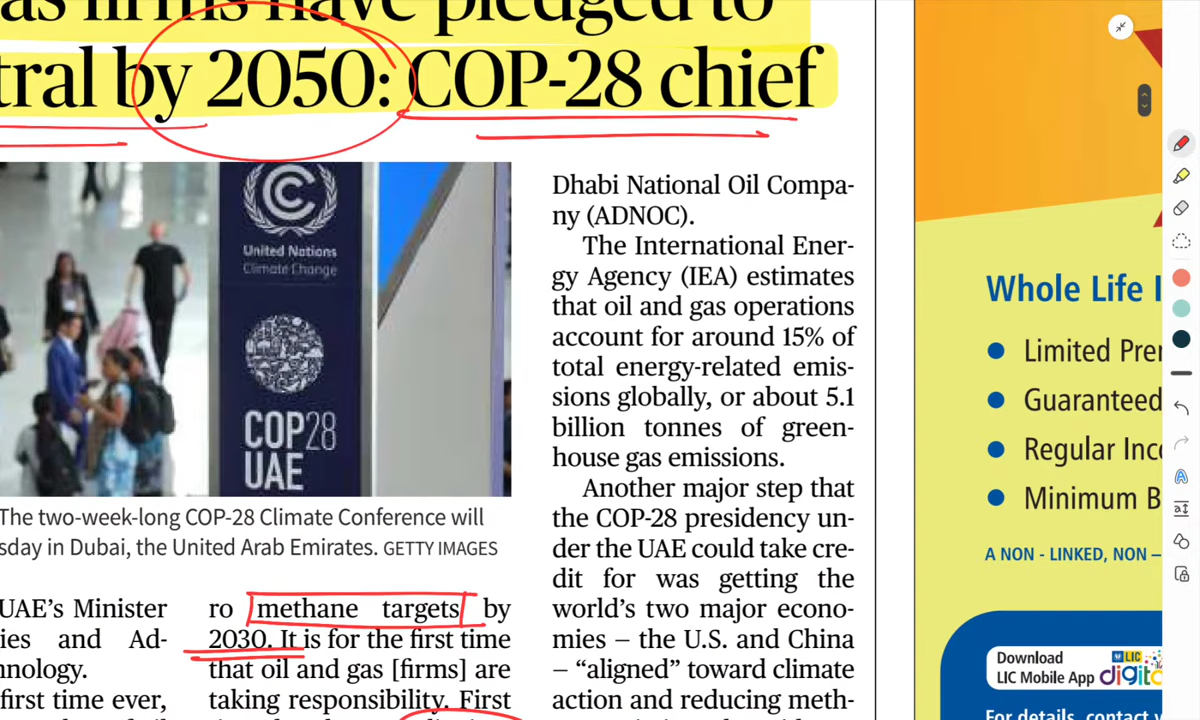 as firms have pledged to
tral by 2050: COP-28 chief
United Nations
Climate Change
COP28
UAE
The two-week-long COP-28 Climate Conference will
sday in Dubai, the United Arab Emirates. GETTY IMAGES
UAE's Minister
ies and Ad-
nology.
first time ever,
ro methane targets by
2030. It is for the first time
that oil and gas [firms] are
taking responsibility. First
Dhabi National Oil Compa-
ny (ADNOC).
The International Ener-
gy Agency (IEA) estimates
that oil and gas operations
account for around 15% of
total energy-related emis-
sions globally, or about 5.1
billion tonnes of green-
house gas emissions.
Another major step that
the COP-28 presidency un-
der the UAE could take cre-
dit for was getting the
world's two major econo-
mies – the U.S. and China
– “aligned” toward climate
action and reducing meth-
Whole Life I
Limited Pre
Guaranteed
Regular Inc
Minimum B
A NON - LINKED, NON –
Download
LIC Mobile App
LIC
digit
For details, contact